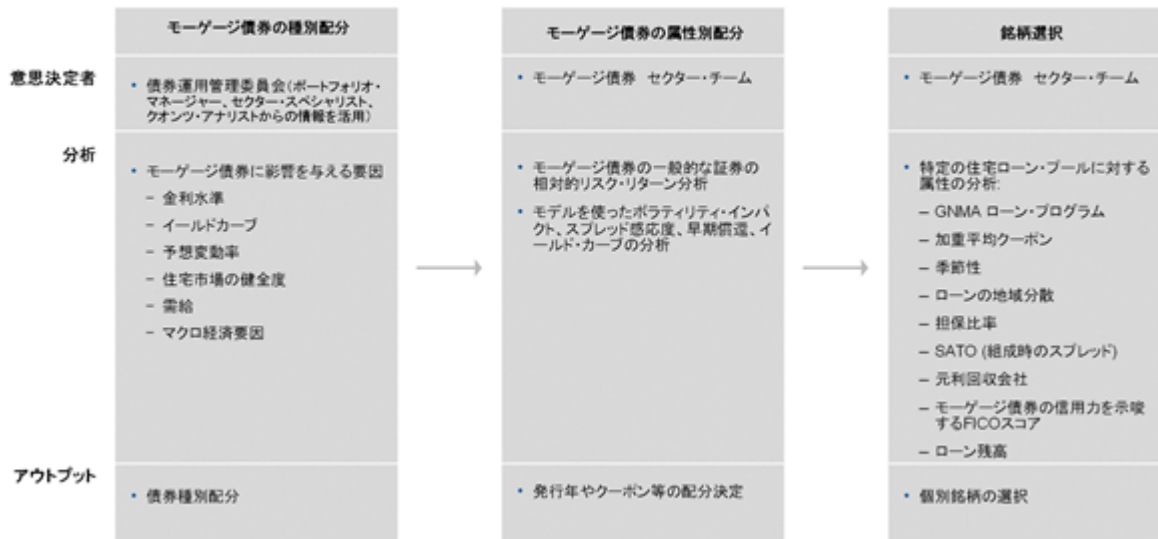 モーゲージ債券の種別配分
モーゲージ債券の属性別配分
銘柄選択
意思決定者
• 債券運用管理委員会(ポートフォリオ・
マネージャー、セクター・スペシャリスト、
クオンツ・アナリストからの情報を活用)
• モーゲージ債券 セクター・チーム
• モーゲージ債券 セクター・チーム
分析
• モーゲージ債券に影響を与える要因
– 金利水準
– イールドカーブ
– 予想変動率
– 住宅市場の健全度
– 需給
– マクロ経済要因
• モーゲージ債券の一般的な証券の
相対的リスク・リターン分析
• モデルを使ったボラティリティ・インパ
クト、スプレッド感応度、早期償還、イ
ールド・カーブの分析
• 特定の住宅ローン・プールに対する
属性の分析:
– GNMA ローン・プログラム
– 加重平均クーポン
– 季節性
– ローンの地域分散
– 担保比率
– SATO (組成時のスプレッド)
– 元利回収会社
– モーゲージ債券の信用力を示唆
するFICOスコア
– ローン残高
アウトプット
• 債券種別配分
• 発行年やクーポン等の配分決定
• 個別銘柄の選択